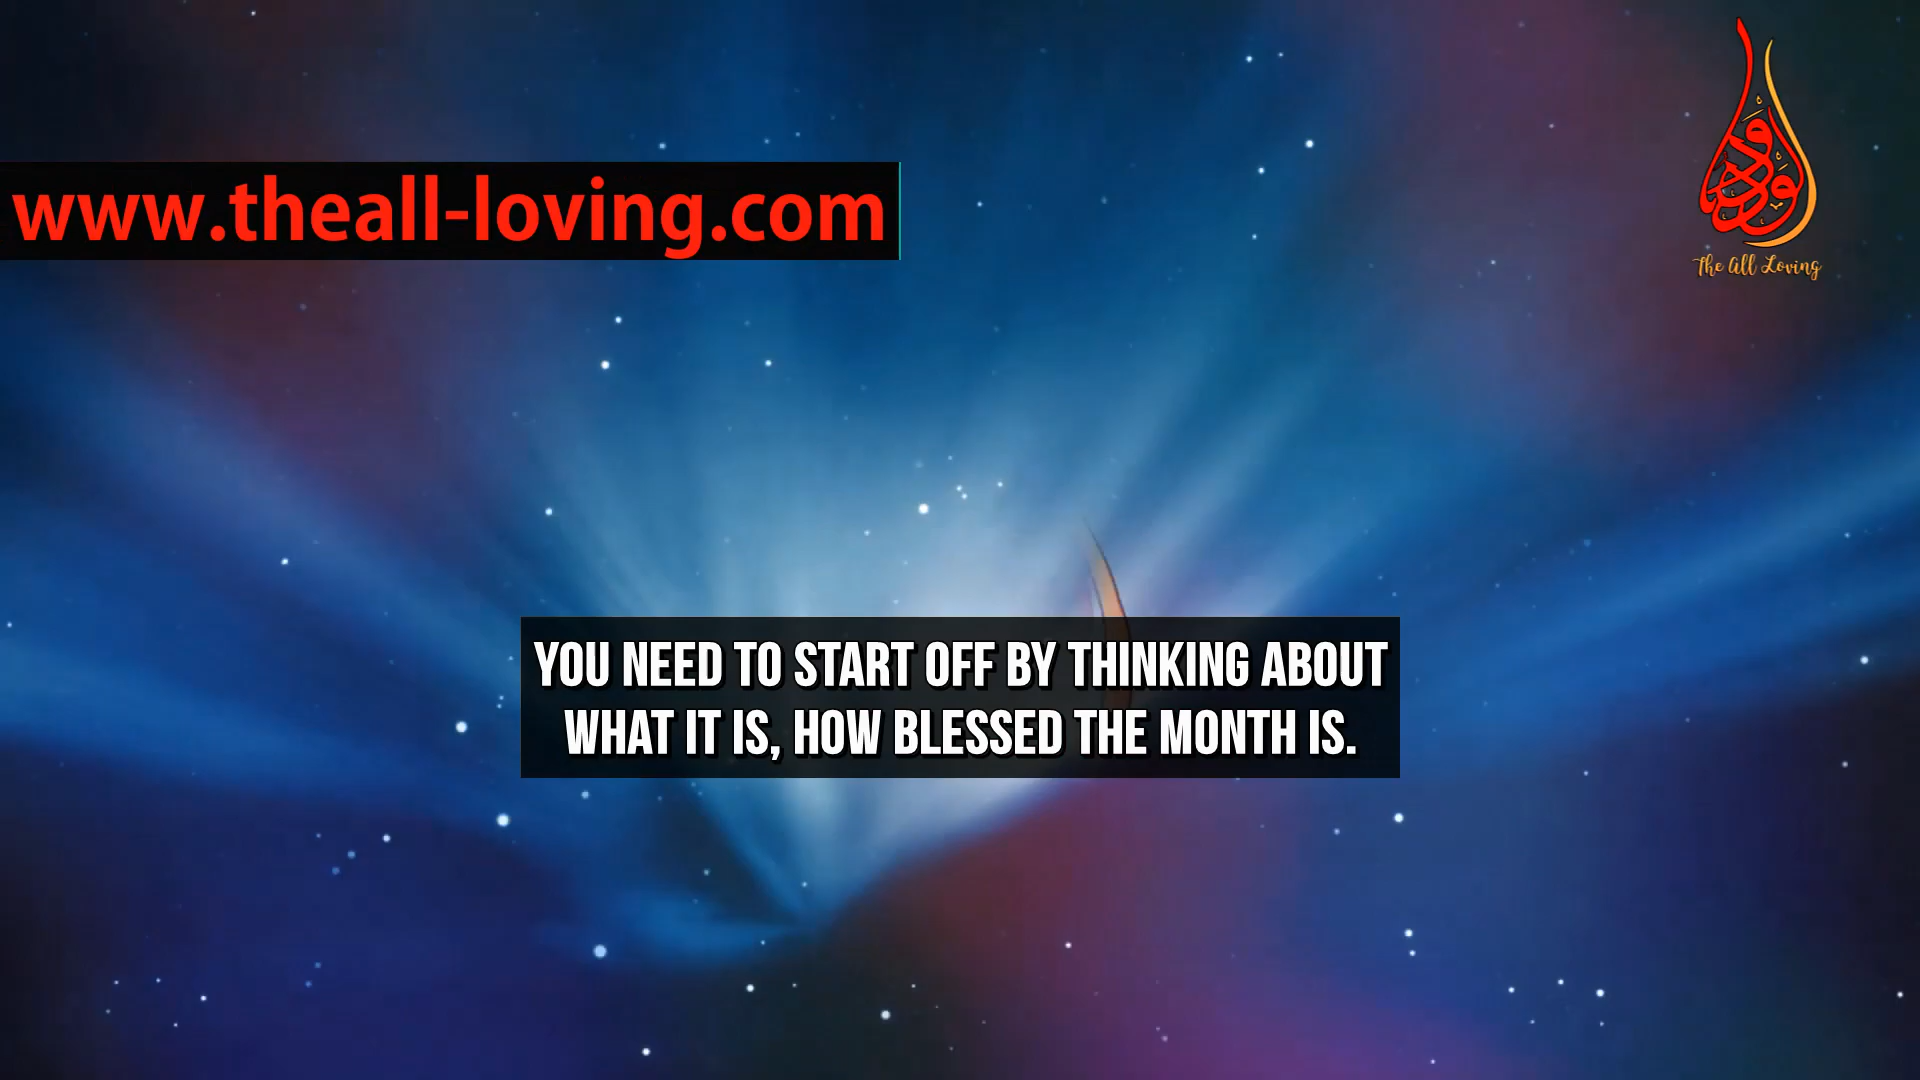 www.theall-loving.com
الودود
The All Loving
YOU NEED TO START OFF BY THINKING ABOUT
WHAT IT IS, HOW BLESSED THE MONTH IS.